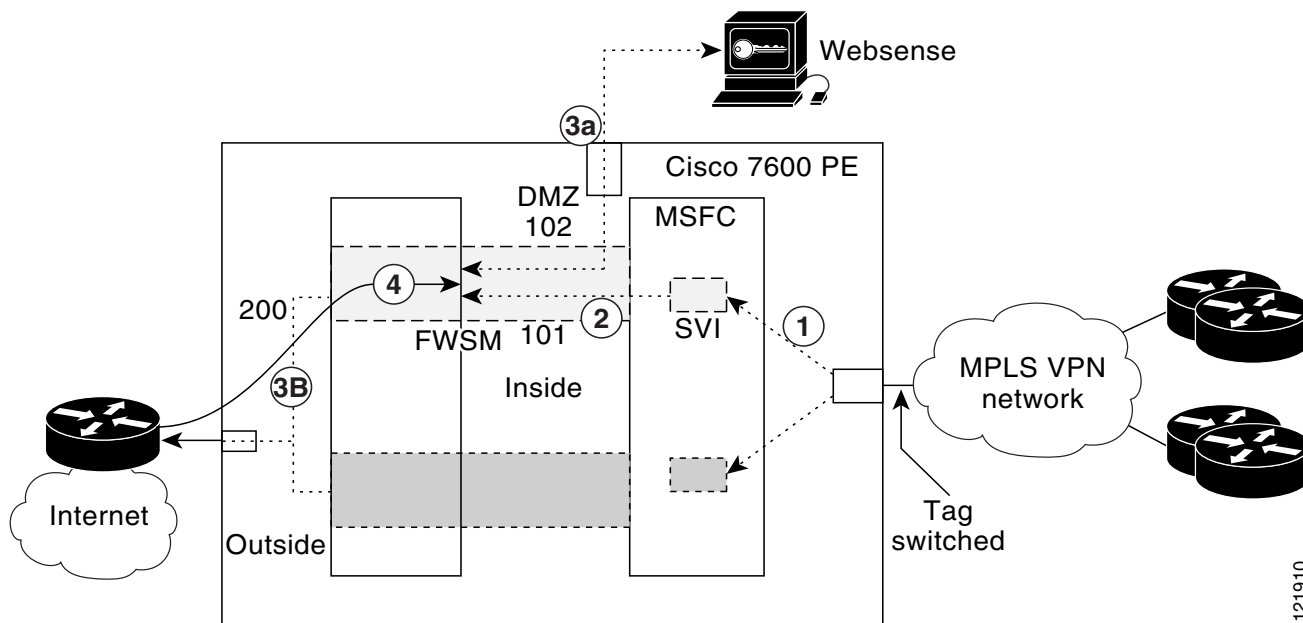 Websense
3a
Cisco 7600 PE
DMZ
102
MSFC
4
200
2
1
FWSM
101
SVI
MPLS VPN
network
3B
Inside
Internet
Outside
Tag
switched
121910